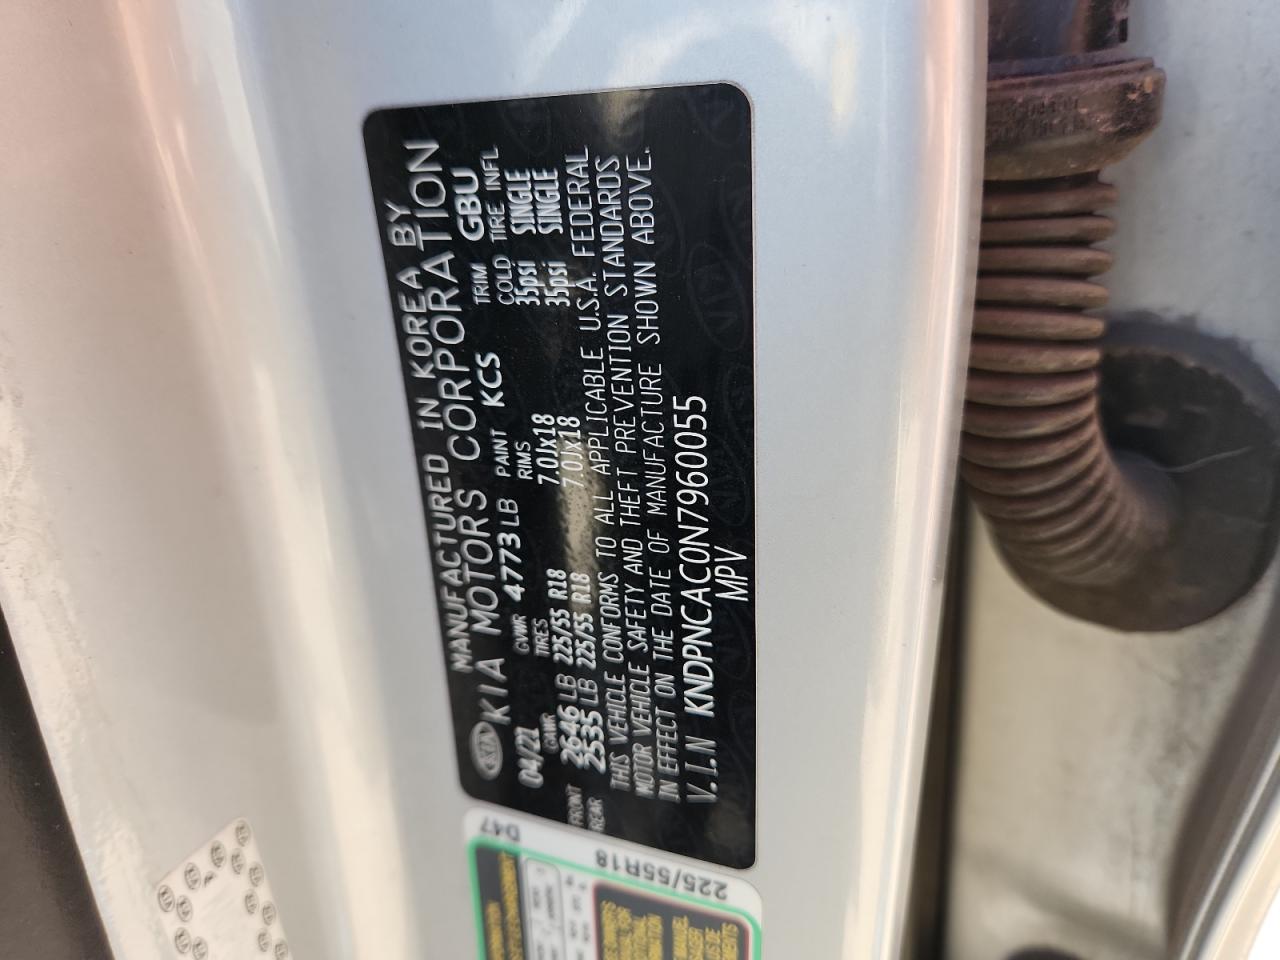 MANUFACTURED IN KOREA BY
KIA MOTORS CORPORATION
04/21 GVWR 4773 LB PAINT KCS TRIM GBU
GAWR TIRES RIMS COLD TIRE INFL
FRONT 2646 LB 225/55 R18 7.0Jx18 35psi SINGLE
REAR 2535 LB 225/55 R18 7.0Jx18 35psi SINGLE
THIS VEHICLE CONFORMS TO ALL APPLICABLE U.S.A. FEDERAL
MOTOR VEHICLE SAFETY AND THEFT PREVENTION STANDARDS
IN EFFECT ON THE DATE OF MANUFACTURE SHOWN ABOVE.
V.I.N KNDPNCAC0N7960055
MPV
D47
225/55R18